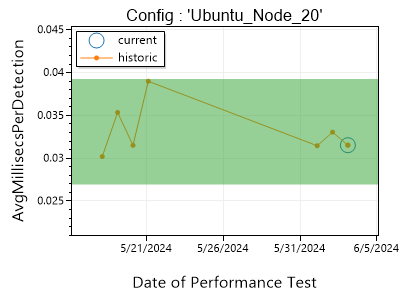 Config : 'Ubuntu_Node_20'
0.045
0.04
0.035
0.03
0.025
AvgMillisecsPerDetection
current
historic
5/21/2024 5/26/2024 5/31/2024 6/5/2024
Date of Performance Test